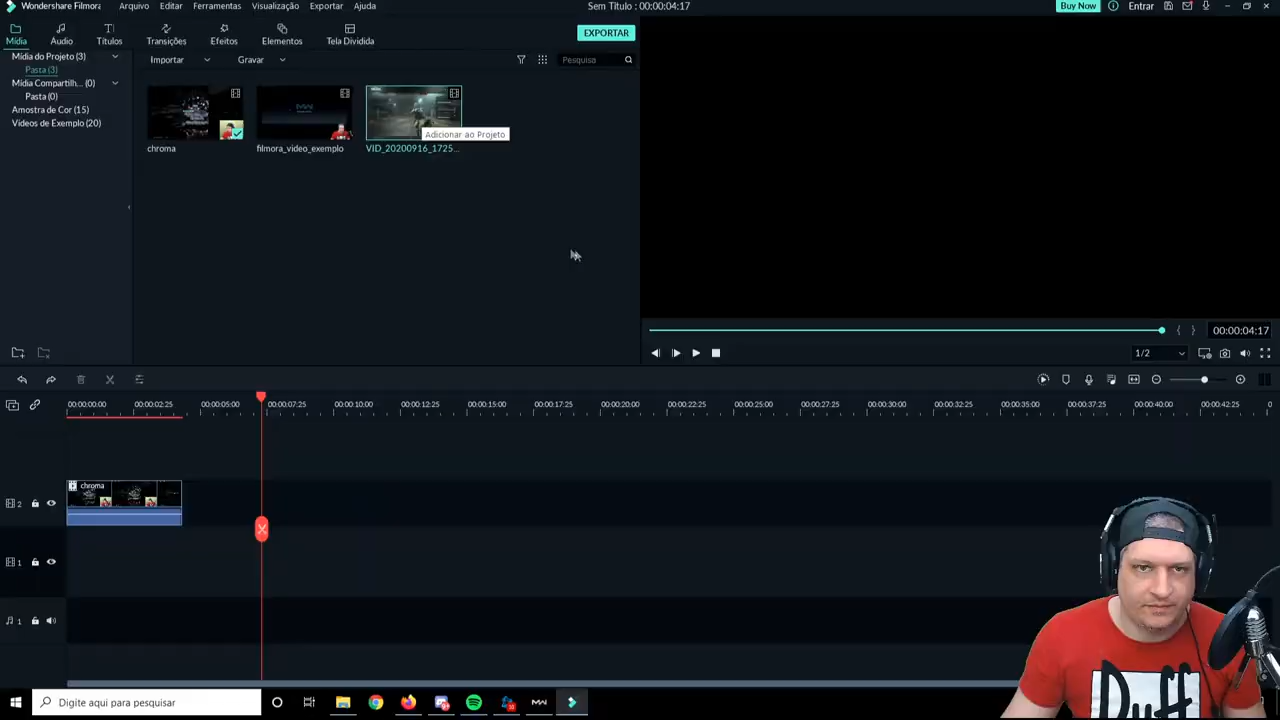 Wondershare Filmora
Arquivo
Editar
Ferramentas
Visualização
Exportar
Ajuda
Sem Título : 00:00:04:17
Buy Now
Entrar
Mídia
Áudio
Títulos
Transições
Efeitos
Elementos
Tela Dividida
EXPORTAR
Mídia do Projeto (3)
Pasta (3)
Mídia Compartilh... (0)
Pasta (0)
Amostra de Cor (15)
Vídeos de Exemplo (20)
Importar
Gravar
Pesquisa
Adicionar ao Projeto
chroma
filmora_video_exemplo
VID_20200916_1725...
00:00:04:17
1/2
00:00:00:00
00:00:02:25
00:00:05:00
00:00:07:25
00:00:10:00
00:00:12:25
00:00:15:00
00:00:17:25
00:00:20:00
00:00:22:25
00:00:25:00
00:00:27:25
00:00:30:00
00:00:32:25
00:00:35:00
00:00:37:25
00:00:40:00
00:00:42:25
0
2
chroma
1
1
Duff
Digite aqui para pesquisar